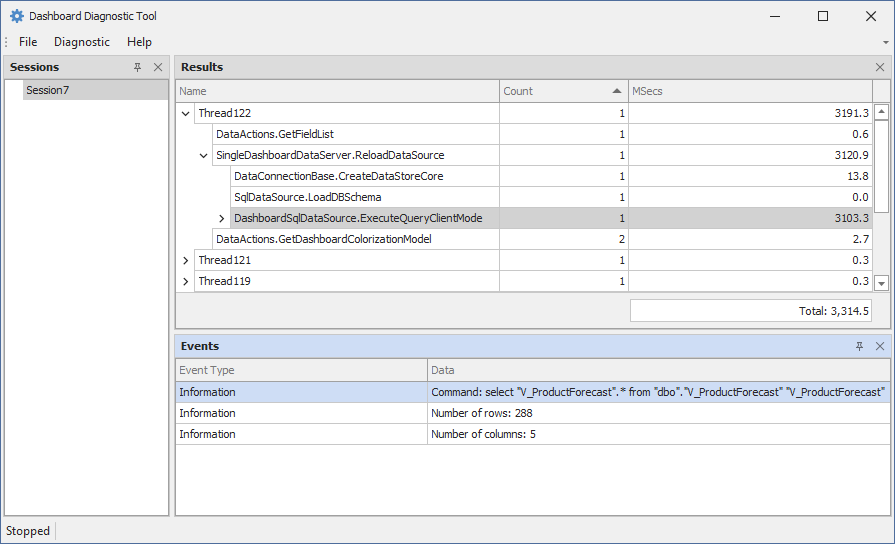 Dashboard Diagnostic Tool
File Diagnostic Help
Sessions
Session7
Results
Name Count MSecs
Thread122 1 3191.3
DataActions.GetFieldList 1 0.6
SingleDashboardDataServer.ReloadDataSource 1 3120.9
DataConnectionBase.CreateDataStoreCore 1 13.8
SqlDataSource.LoadDBSchema 1 0.0
DashboardSqlDataSource.ExecuteQueryClientMode 1 3103.3
DataActions.GetDashboardColorizationModel 2 2.7
Thread121 1 0.3
Thread119 1 0.3
Total: 3,314.5
Events
Event Type Data
Information Command: select "V_ProductForecast".* from "dbo"."V_ProductForecast" "V_ProductForecast"
Information Number of rows: 288
Information Number of columns: 5
Stopped